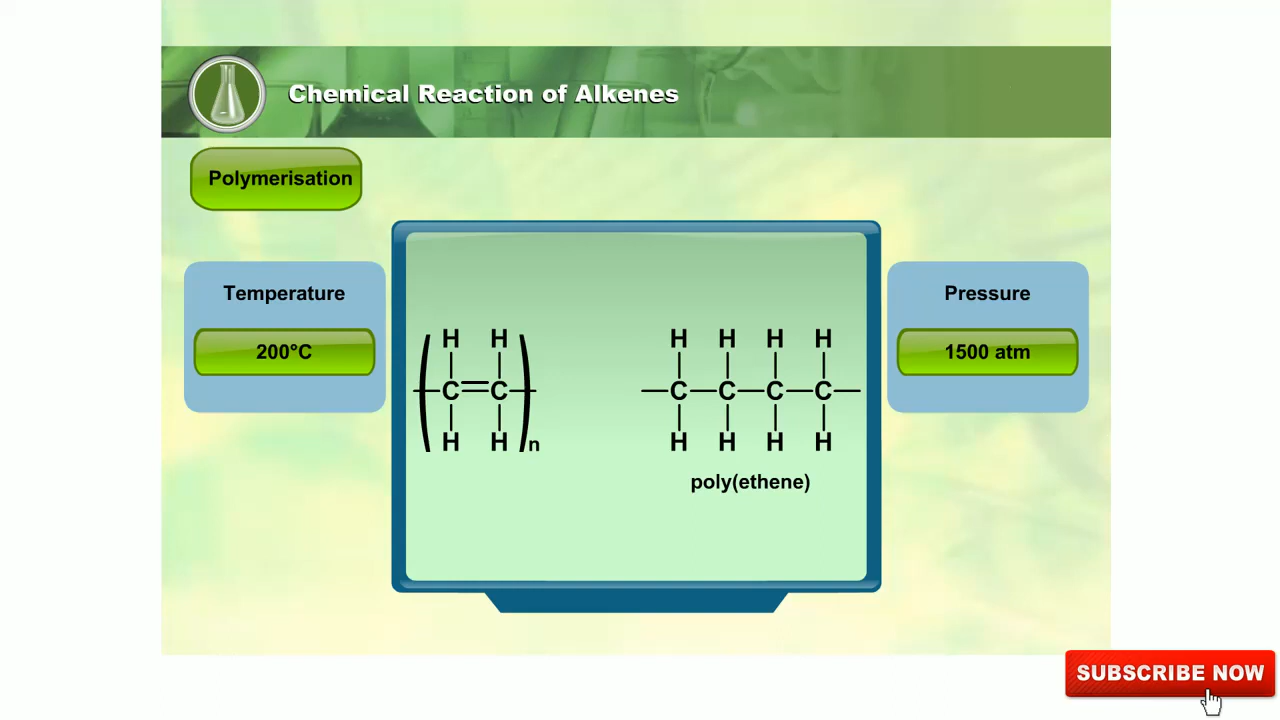 Chemical Reaction of Alkenes
Polymerisation
Temperature
200°C
Pressure
1500 atm
H H
C C
H H
n
H H H H
C C C C
H H H H
poly(ethene)
SUBSCRIBE NOW